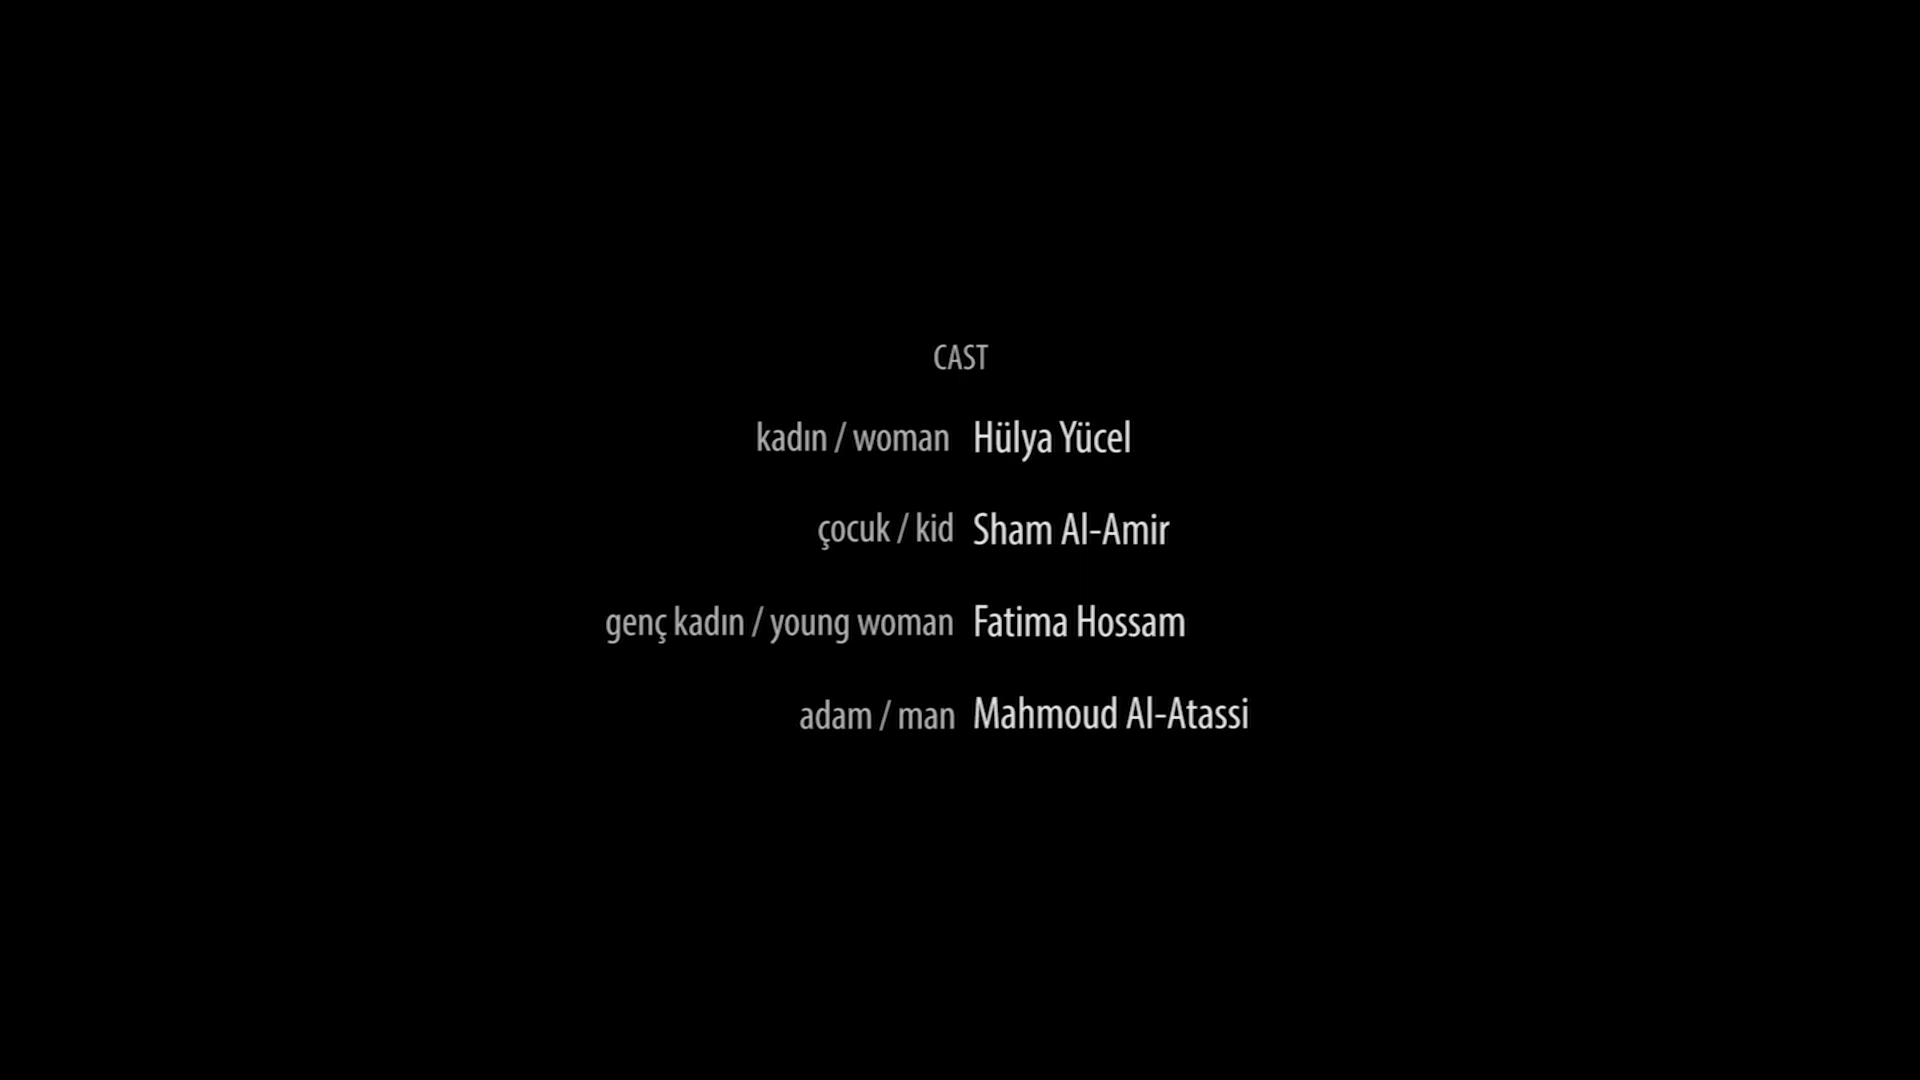 CAST
kadın / woman Hülya Yücel
çocuk / kid Sham Al-Amir
genç kadın / young woman Fatima Hossam
adam / man Mahmoud Al-Atassi